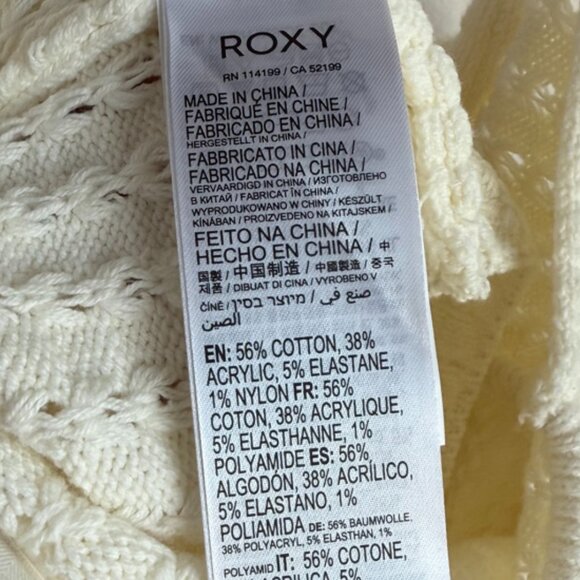 ROXY
RN 114199 / CA 52199
MADE IN CHINA /
FABRIQUÉ EN CHINE /
FABRICADO EN CHINA /
HERGESTELLT IN CHINA /
FABBRICATO IN CINA /
FABRICADO NA CHINA /
VERVAARDIGD IN CHINA / ИЗГОТОВЛЕНО
В КИТАЙ / FABRICAT ÎN CHINA /
WYPRODUKOWANO W CHINY / KÉSZÜLT
KÍNÁBAN / PROIZVEDENO NA KITAJSKEM /
FEITO NA CHINA /
HECHO EN CHINA / 中
国製 / 中国制造 / 中國製造 / 중국
제품 / DIBUAT DI CINA / VYROBENO V
ČÍNĚ / מיוצר בסין / صنع في
الصين
EN: 56% COTTON, 38%
ACRYLIC, 5% ELASTANE,
1% NYLON FR: 56%
COTON, 38% ACRYLIQUE,
5% ELASTHANNE, 1%
POLYAMIDE ES: 56%
ALGODÓN, 38% ACRÍLICO,
5% ELASTANO, 1%
POLIAMIDA DE: 56% BAUMWOLLE,
38% POLYACRYL, 5% ELASTHAN, 1%
POLYAMID IT: 56% COTONE,
ACRILICA, 5%